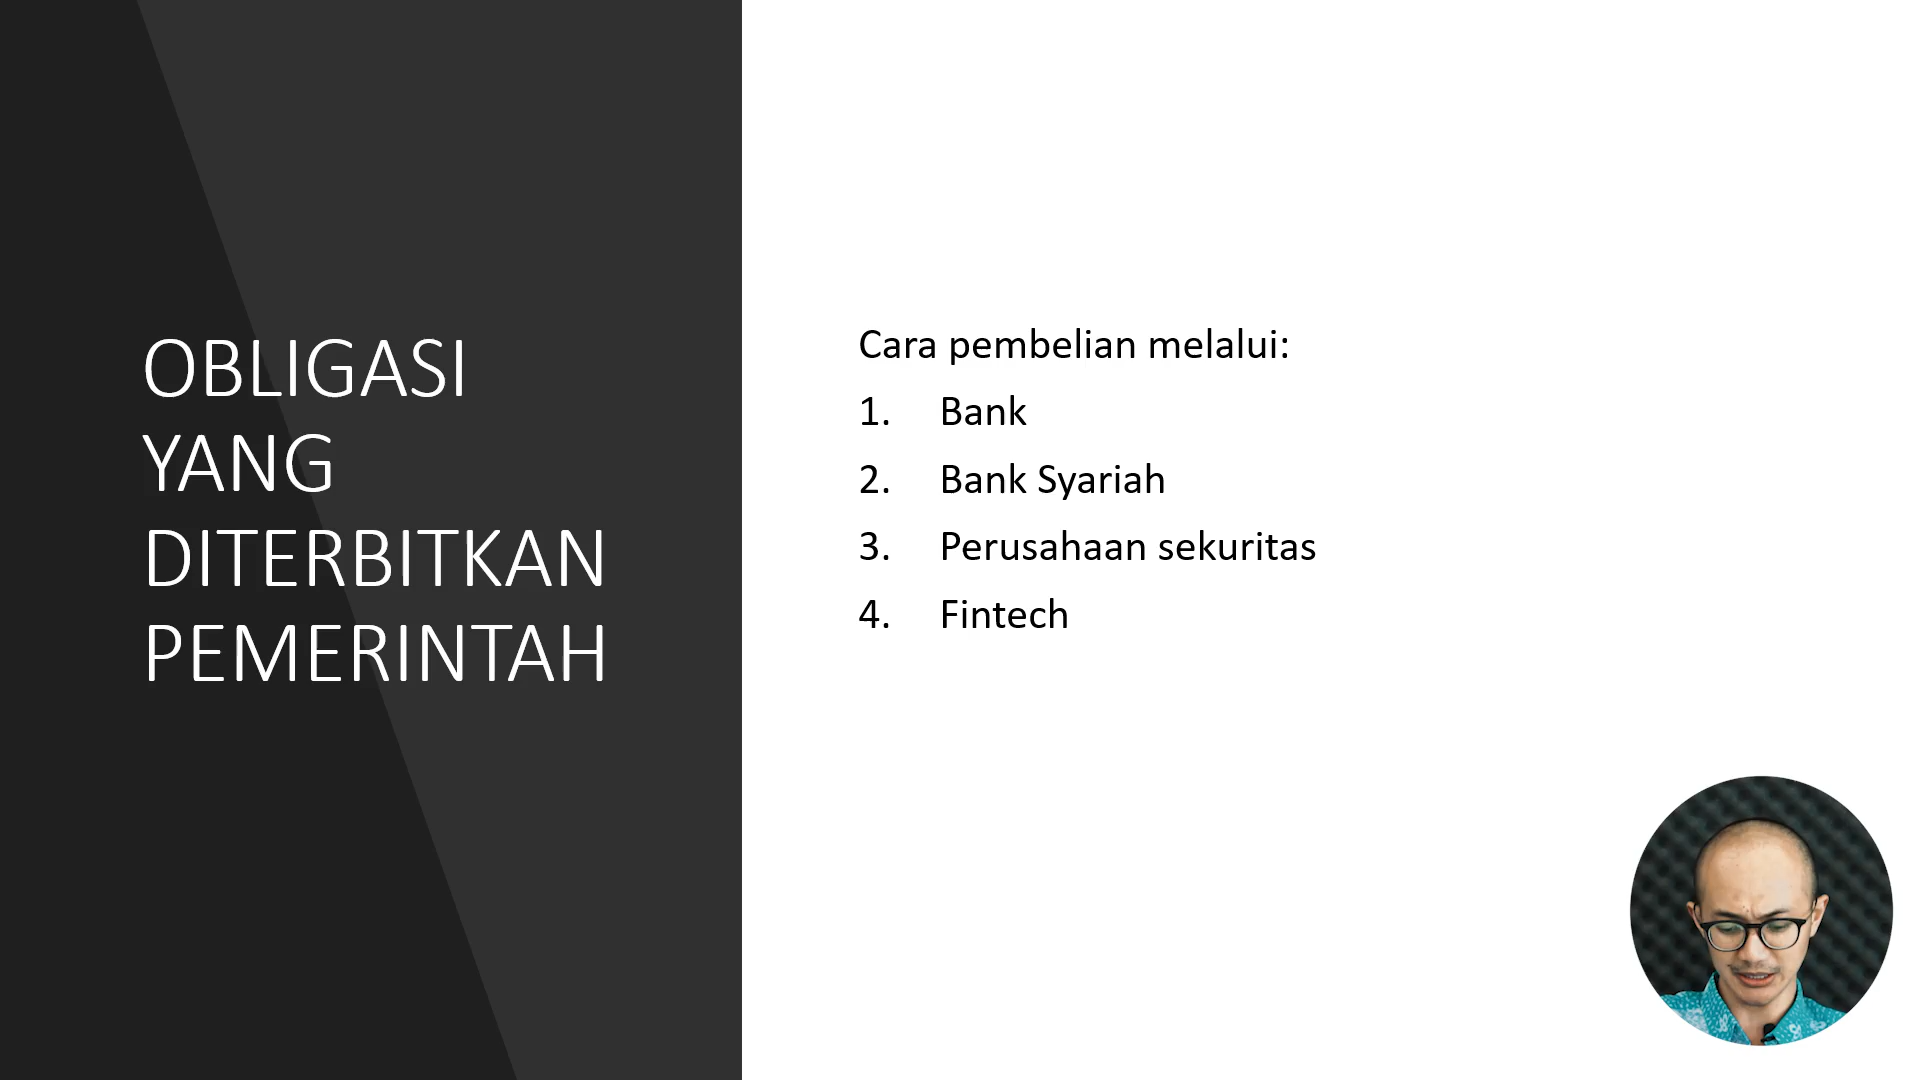 OBLIGASI
YANG
DITERBITKAN
PEMERINTAH
Cara pembelian melalui:
1. Bank
2. Bank Syariah
3. Perusahaan sekuritas
4. Fintech